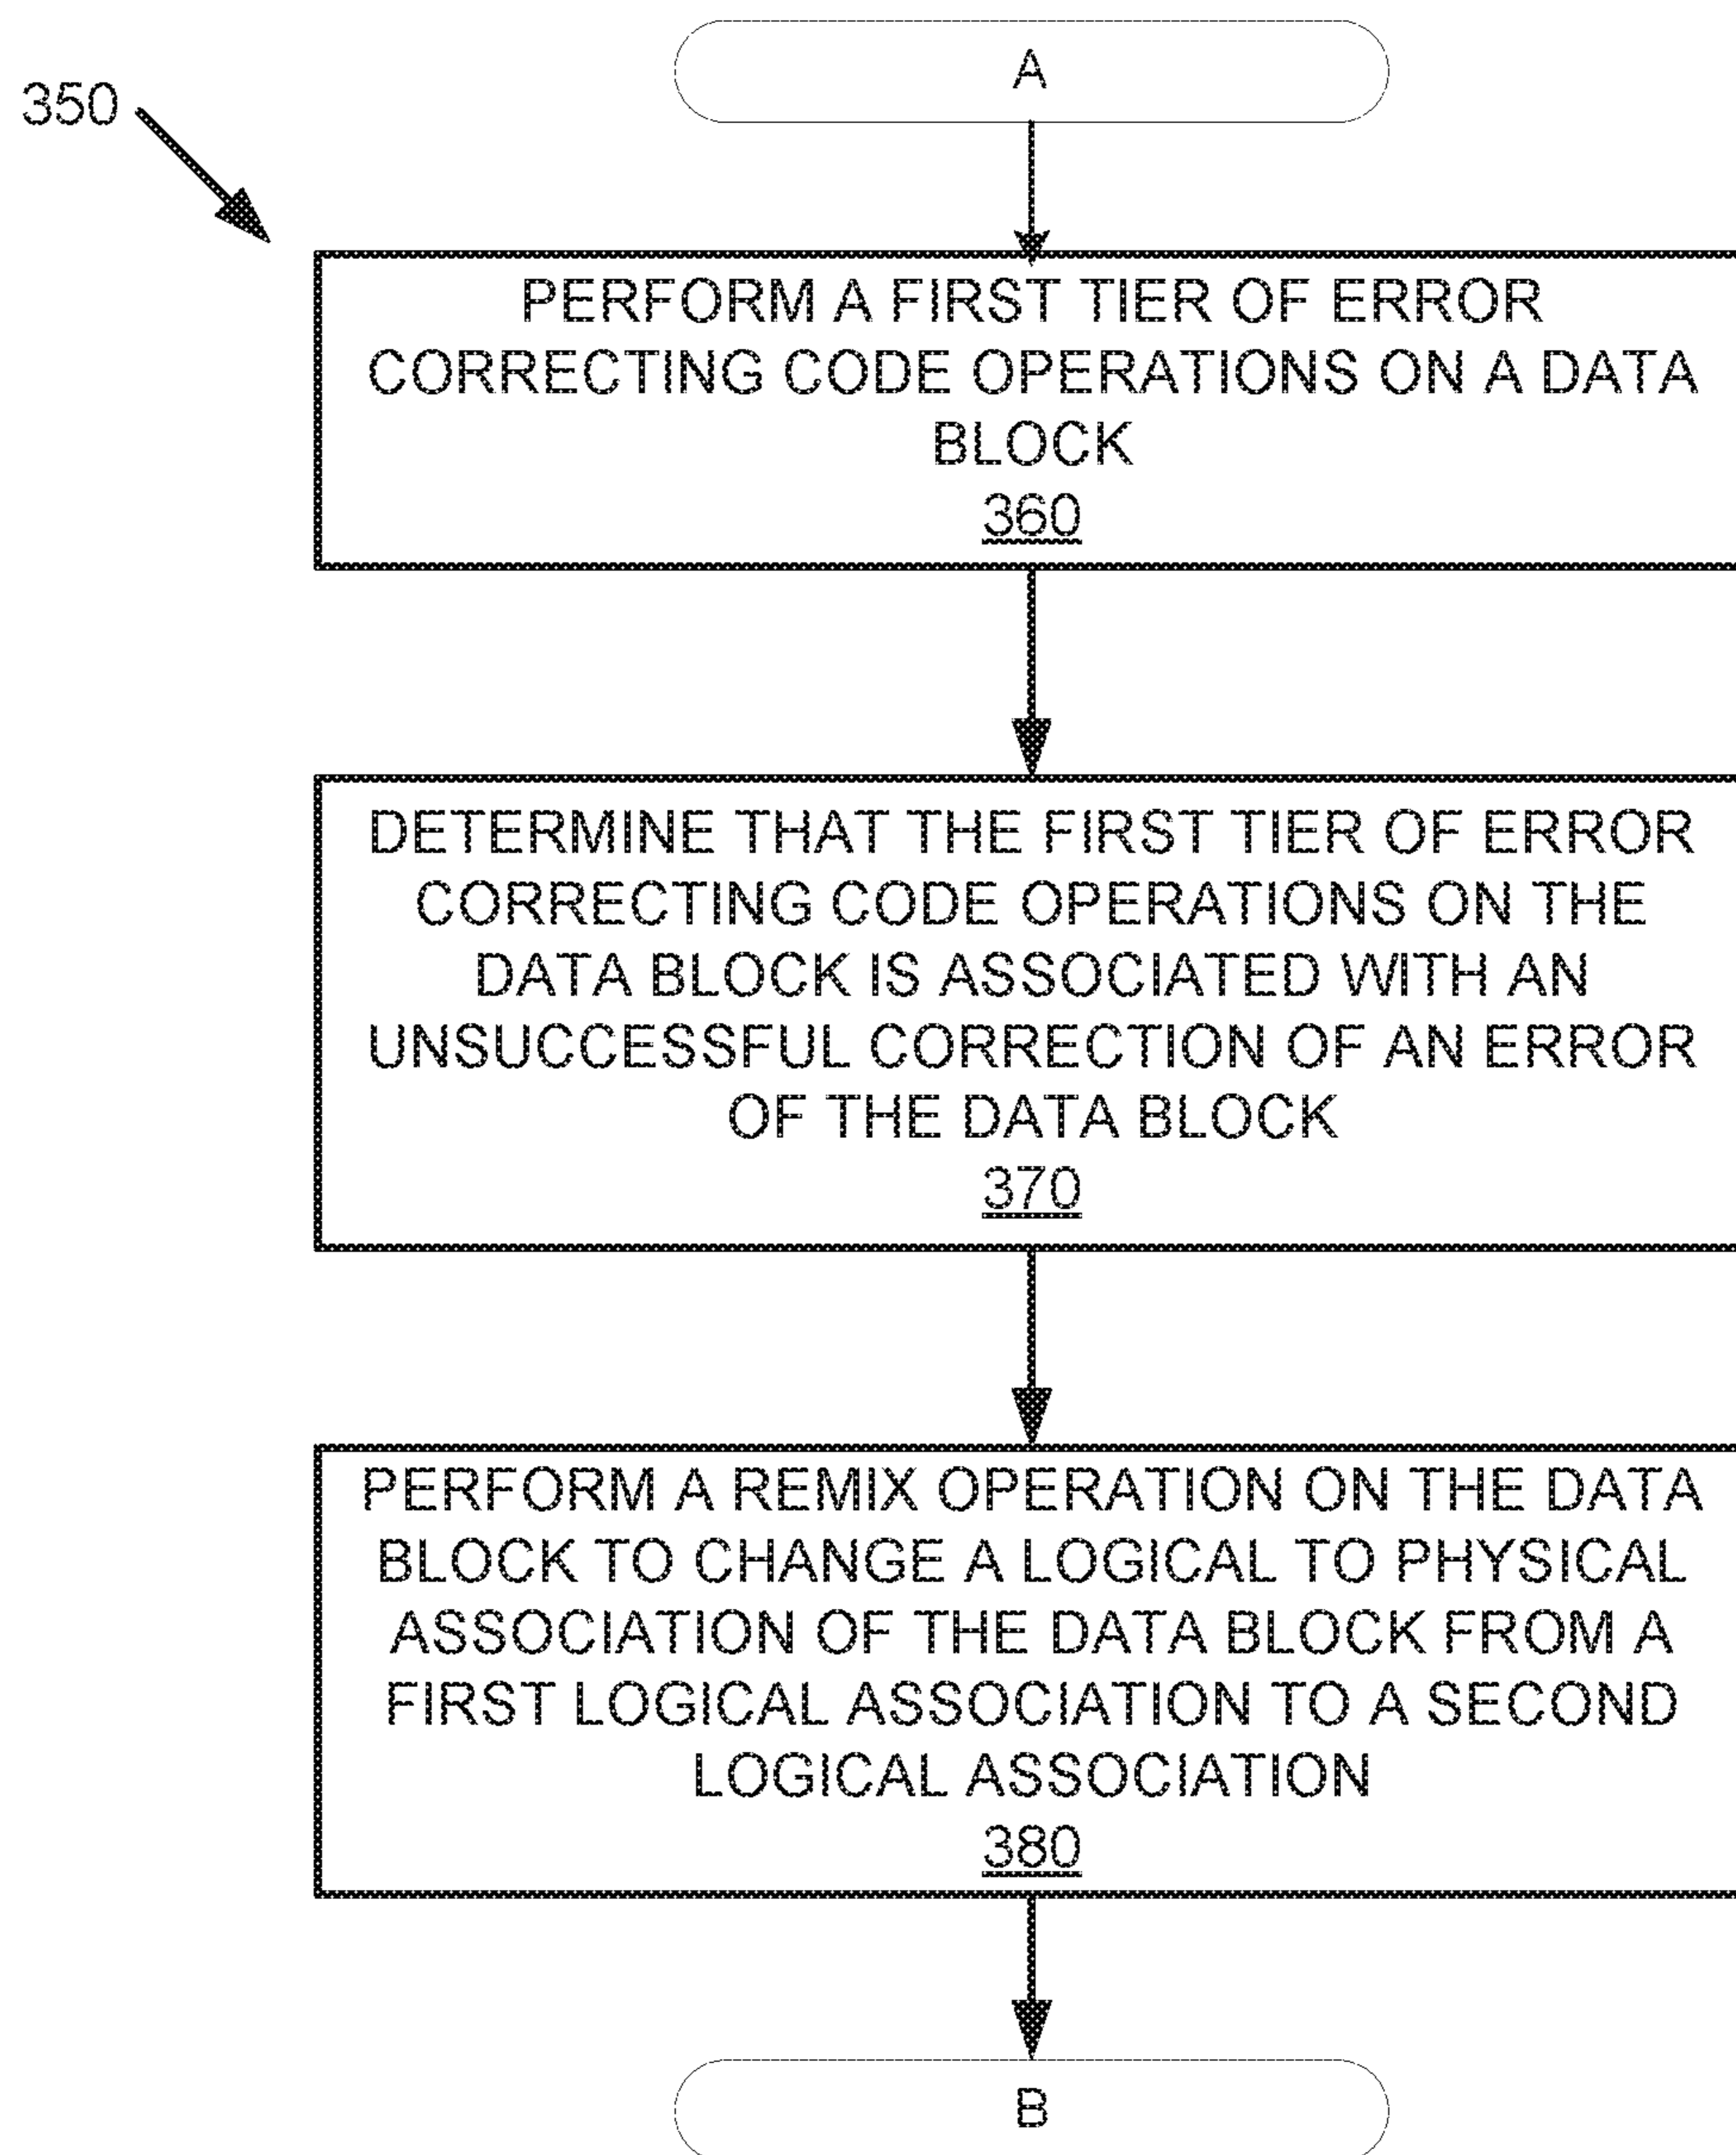 A
350
PERFORM A FIRST TIER OF ERROR
CORRECTING CODE OPERATIONS ON A DATA
BLOCK
360
DETERMINE THAT THE FIRST TIER OF ERROR
CORRECTING CODE OPERATIONS ON THE
DATA BLOCK IS ASSOCIATED WITH AN
UNSUCCESSFUL CORRECTION OF AN ERROR
OF THE DATA BLOCK
370
PERFORM A REMIX OPERATION ON THE DATA
BLOCK TO CHANGE A LOGICAL TO PHYSICAL
ASSOCIATION OF THE DATA BLOCK FROM A
FIRST LOGICAL ASSOCIATION TO A SECOND
LOGICAL ASSOCIATION
380
B